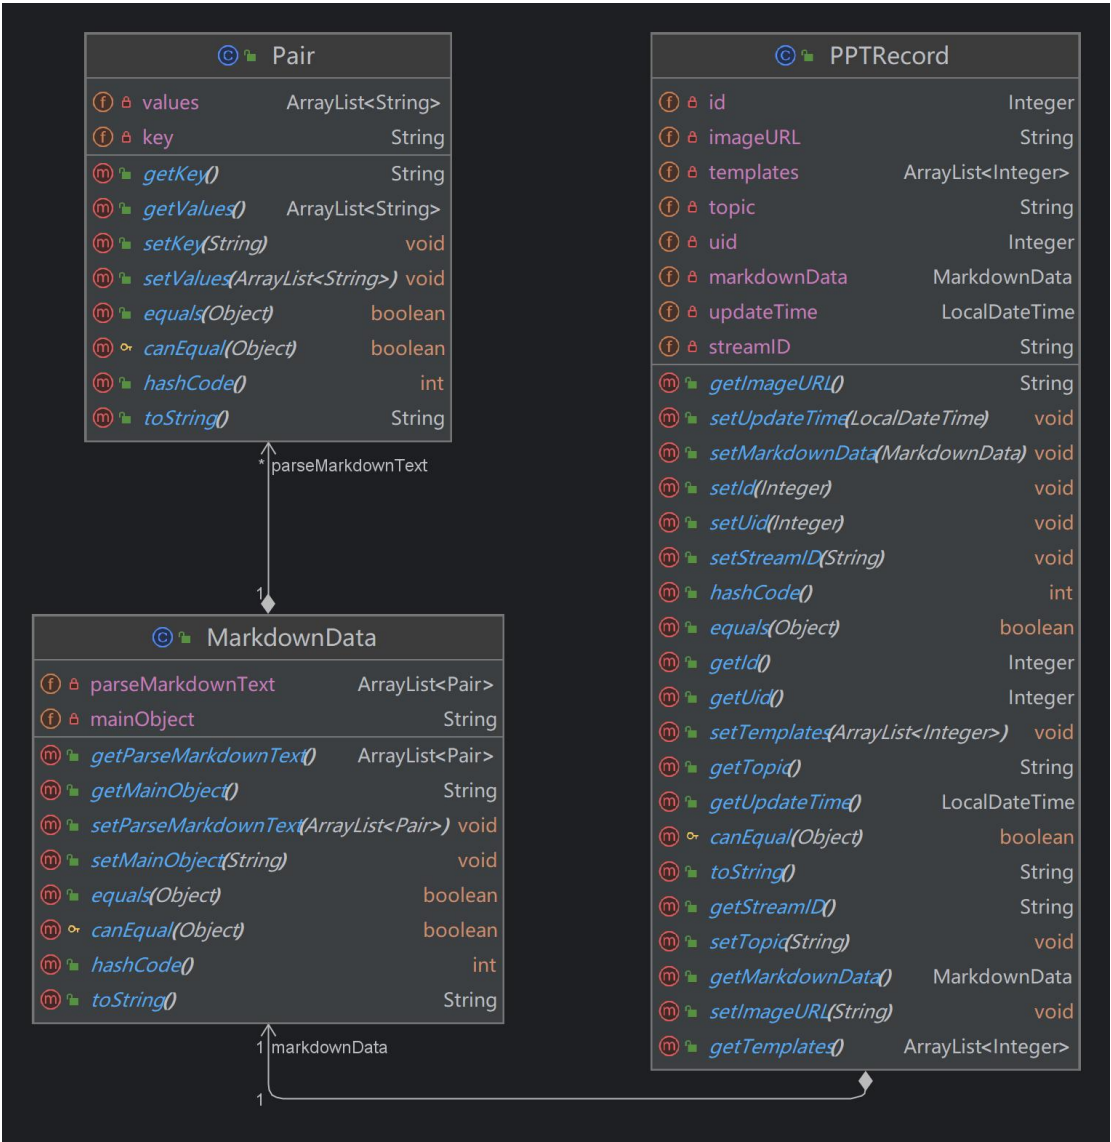 Pair
values ArrayList<String>
key String
getKey() String
getValues() ArrayList<String>
setKey(String) void
setValues(ArrayList<String>) void
equals(Object) boolean
canEqual(Object) boolean
hashCode() int
toString() String
* parseMarkdownText
1
MarkdownData
parseMarkdownText ArrayList<Pair>
mainObject String
getParseMarkdownText() ArrayList<Pair>
getMainObject() String
setParseMarkdownText(ArrayList<Pair>) void
setMainObject(String) void
equals(Object) boolean
canEqual(Object) boolean
hashCode() int
toString() String
1 markdownData
1
PPTRecord
id Integer
imageURL String
templates ArrayList<Integer>
topic String
uid Integer
markdownData MarkdownData
updateTime LocalDateTime
streamID String
getImageURL() String
setUpdateTime(LocalDateTime) void
setMarkdownData(MarkdownData) void
setId(Integer) void
setUid(Integer) void
setStreamID(String) void
hashCode() int
equals(Object) boolean
getId() Integer
getUid() Integer
setTemplates(ArrayList<Integer>) void
getTopic() String
getUpdateTime() LocalDateTime
canEqual(Object) boolean
toString() String
getStreamID() String
setTopic(String) void
getMarkdownData() MarkdownData
setImageURL(String) void
getTemplates() ArrayList<Integer>